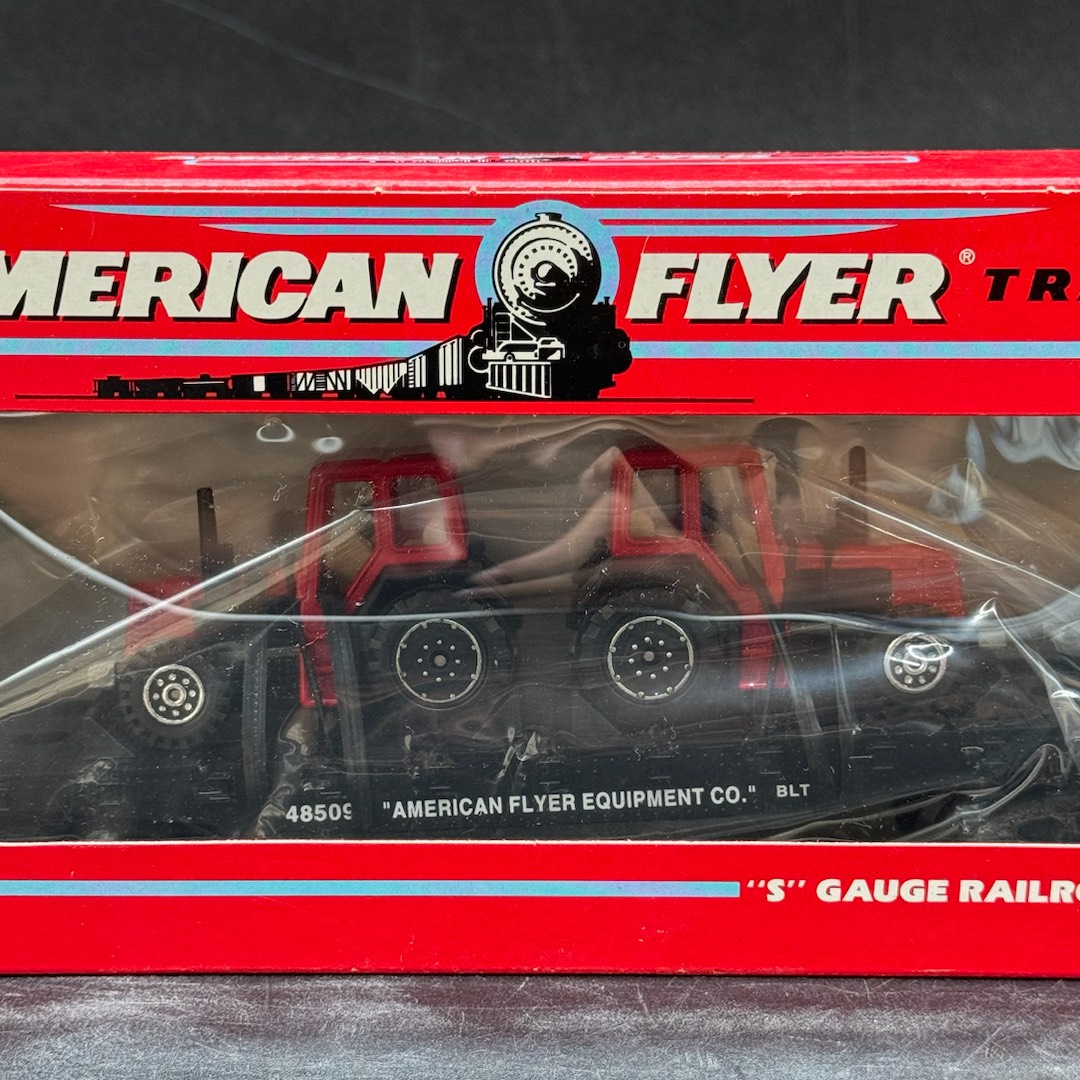 MERICAN FLYER® TR
48509 "AMERICAN FLYER EQUIPMENT CO." BLT
"S" GAUGE RAILRO